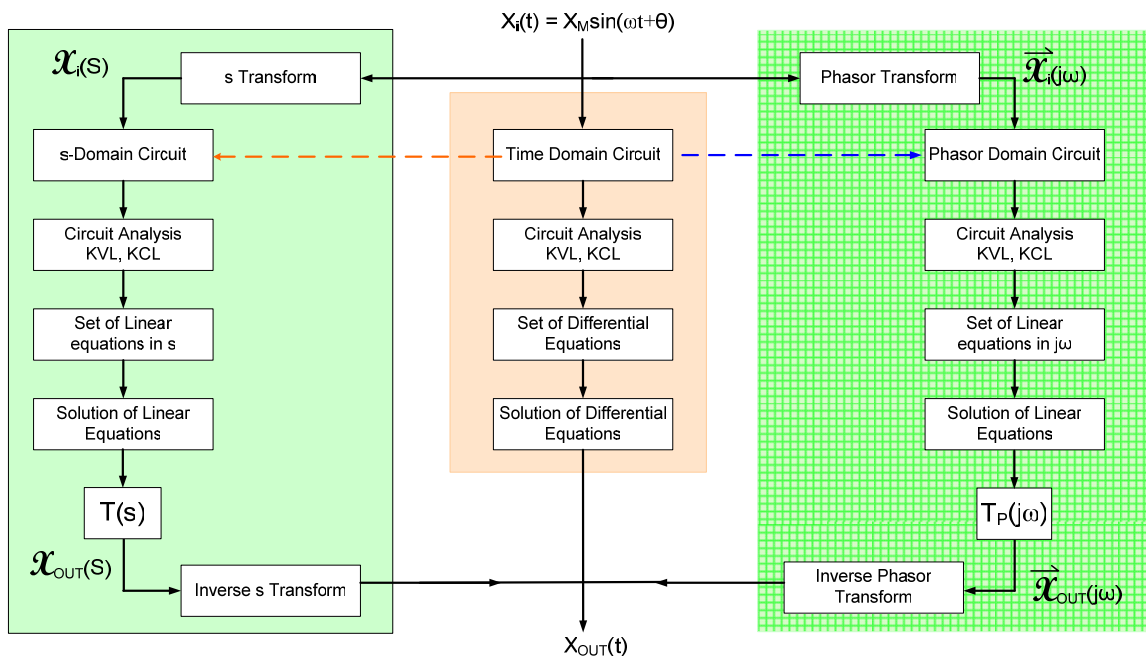 Xi(t) = XMsin(ωt+θ)
𝒳i(S)
s Transform
Phasor Transform
𝒳i(jω)
s-Domain Circuit
Time Domain Circuit
Phasor Domain Circuit
Circuit Analysis
KVL, KCL
Circuit Analysis
KVL, KCL
Circuit Analysis
KVL, KCL
Set of Linear
equations in s
Set of Differential
Equations
Set of Linear
equations in jω
Solution of Linear
Equations
Solution of Differential
Equations
Solution of Linear
Equations
T(s)
TP(jω)
𝒳OUT(S)
Inverse s Transform
Inverse Phasor
Transform
𝒳OUT(jω)
XOUT(t)